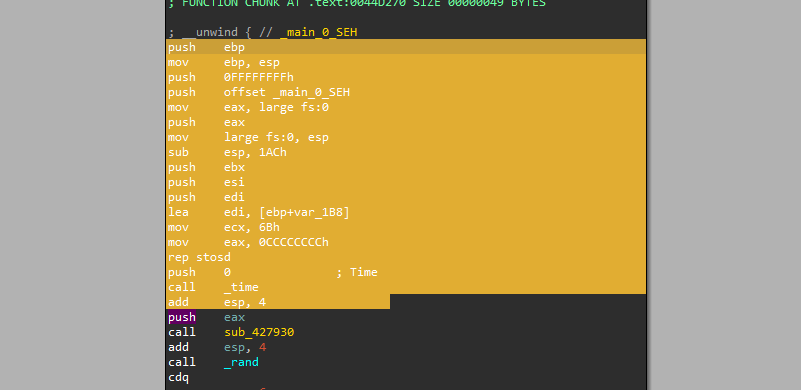 ; FUNCTION CHUNK AT .text:0044D270 SIZE 00000049 BYTES
; __unwind { // _main_0_SEH
push ebp
mov ebp, esp
push 0FFFFFFFFh
push offset _main_0_SEH
mov eax, large fs:0
push eax
mov large fs:0, esp
sub esp, 1ACh
push ebx
push esi
push edi
lea edi, [ebp+var_1B8]
mov ecx, 6Bh
mov eax, 0CCCCCCCCh
rep stosd
push 0 ; Time
call _time
add esp, 4
push eax
call sub_427930
add esp, 4
call _rand
cdq